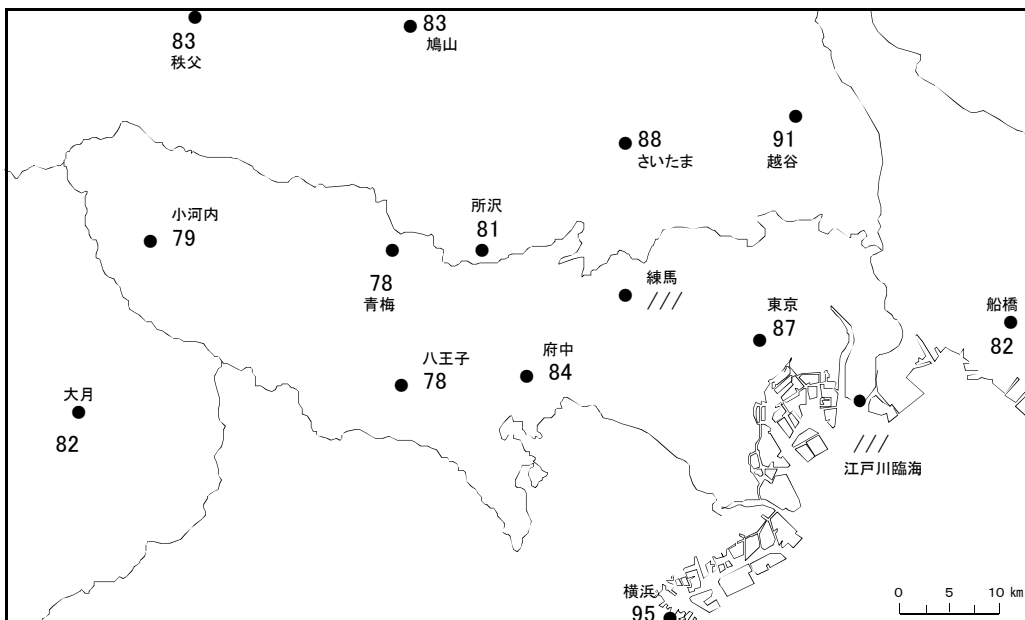 83
秩父
83
鳩山
88
さいたま
91
越谷
小河内
79
所沢
81
78
青梅
練馬
///
東京
87
船橋
82
八王子
78
府中
84
大月
82
///
江戸川臨海
横浜
95
0 5 10 km